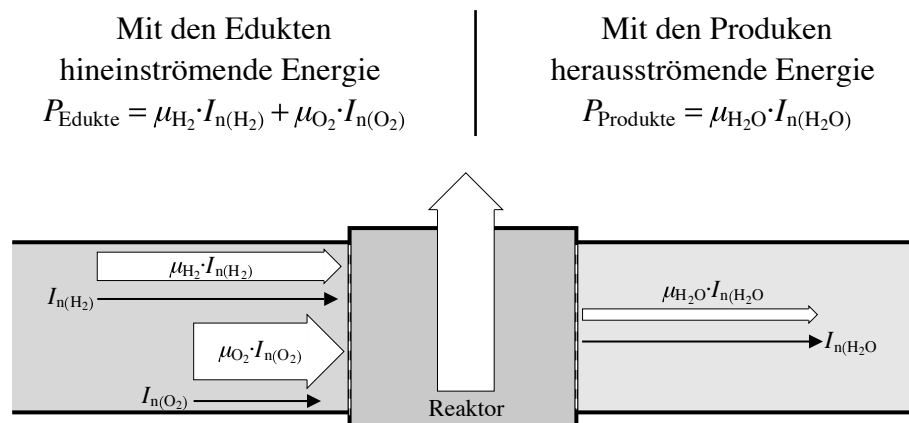 Mit den Edukten
hineinströmende Energie
P_Edukte = μ_H₂·I_n(H₂) + μ_O₂·I_n(O₂)
Mit den Produken
herausströmende Energie
P_Produkte = μ_H₂O·I_n(H₂O)
μ_H₂·I_n(H₂)
I_n(H₂)
μ_O₂·I_n(O₂)
I_n(O₂)
Reaktor
μ_H₂O·I_n(H₂O
I_n(H₂O